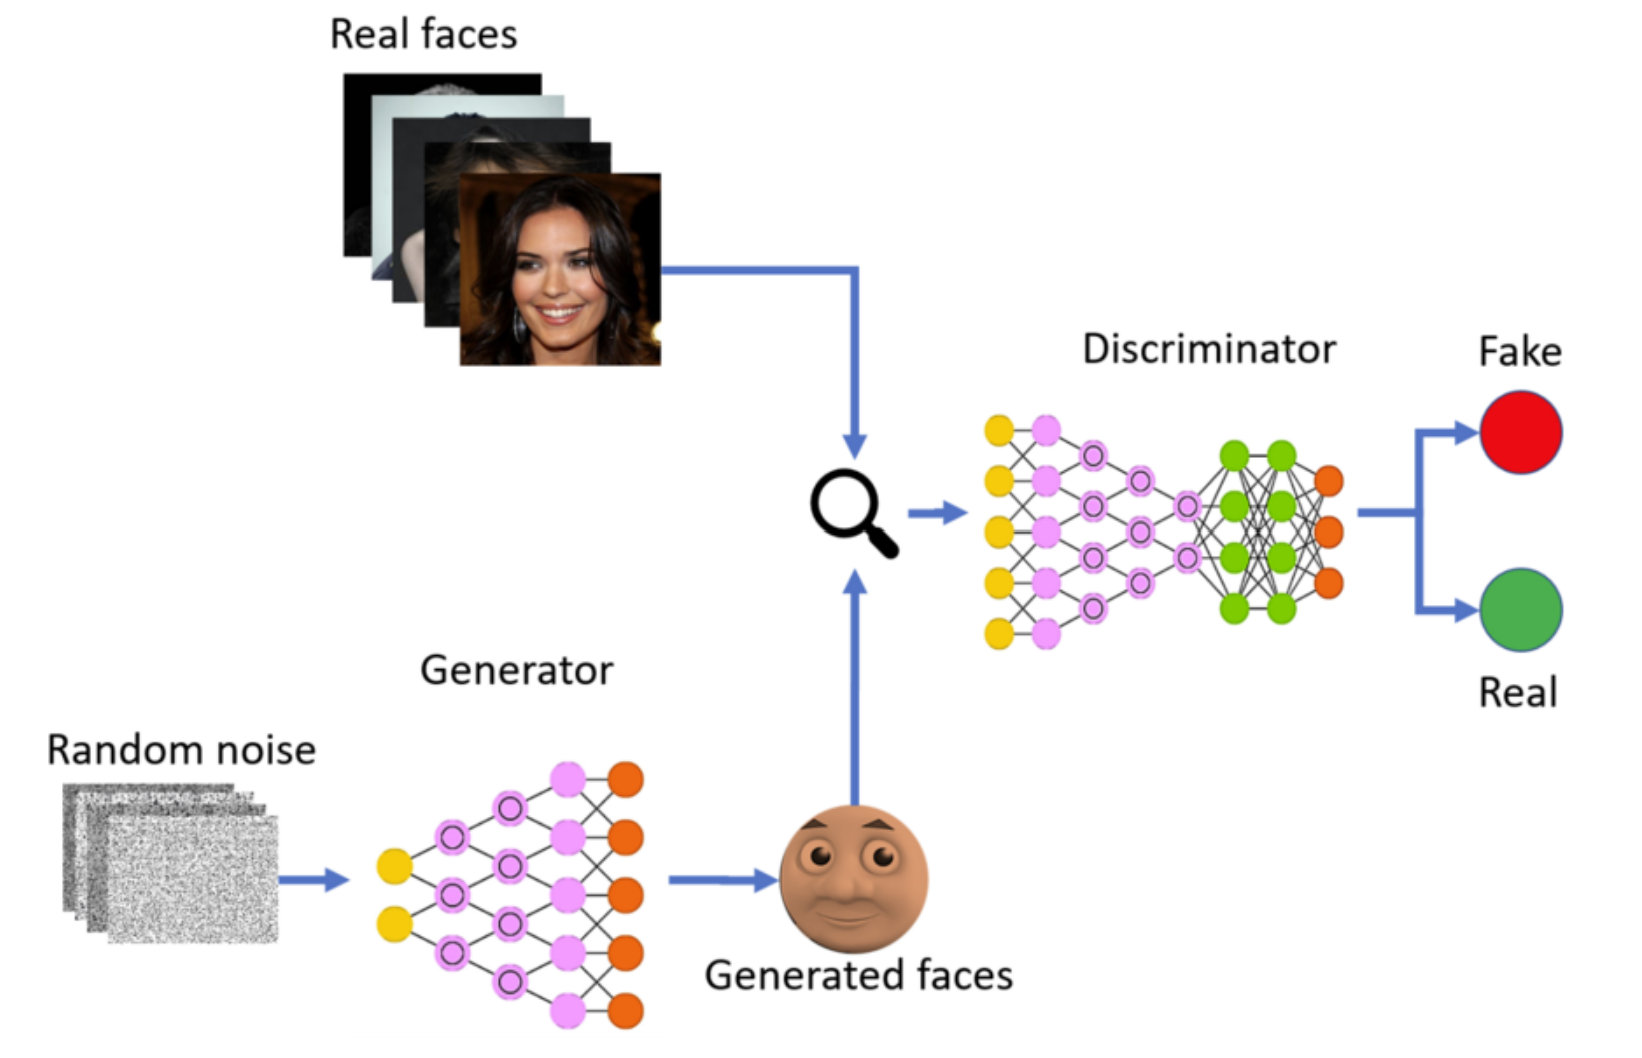 Real faces
Discriminator
Fake
Real
Generator
Random noise
Generated faces